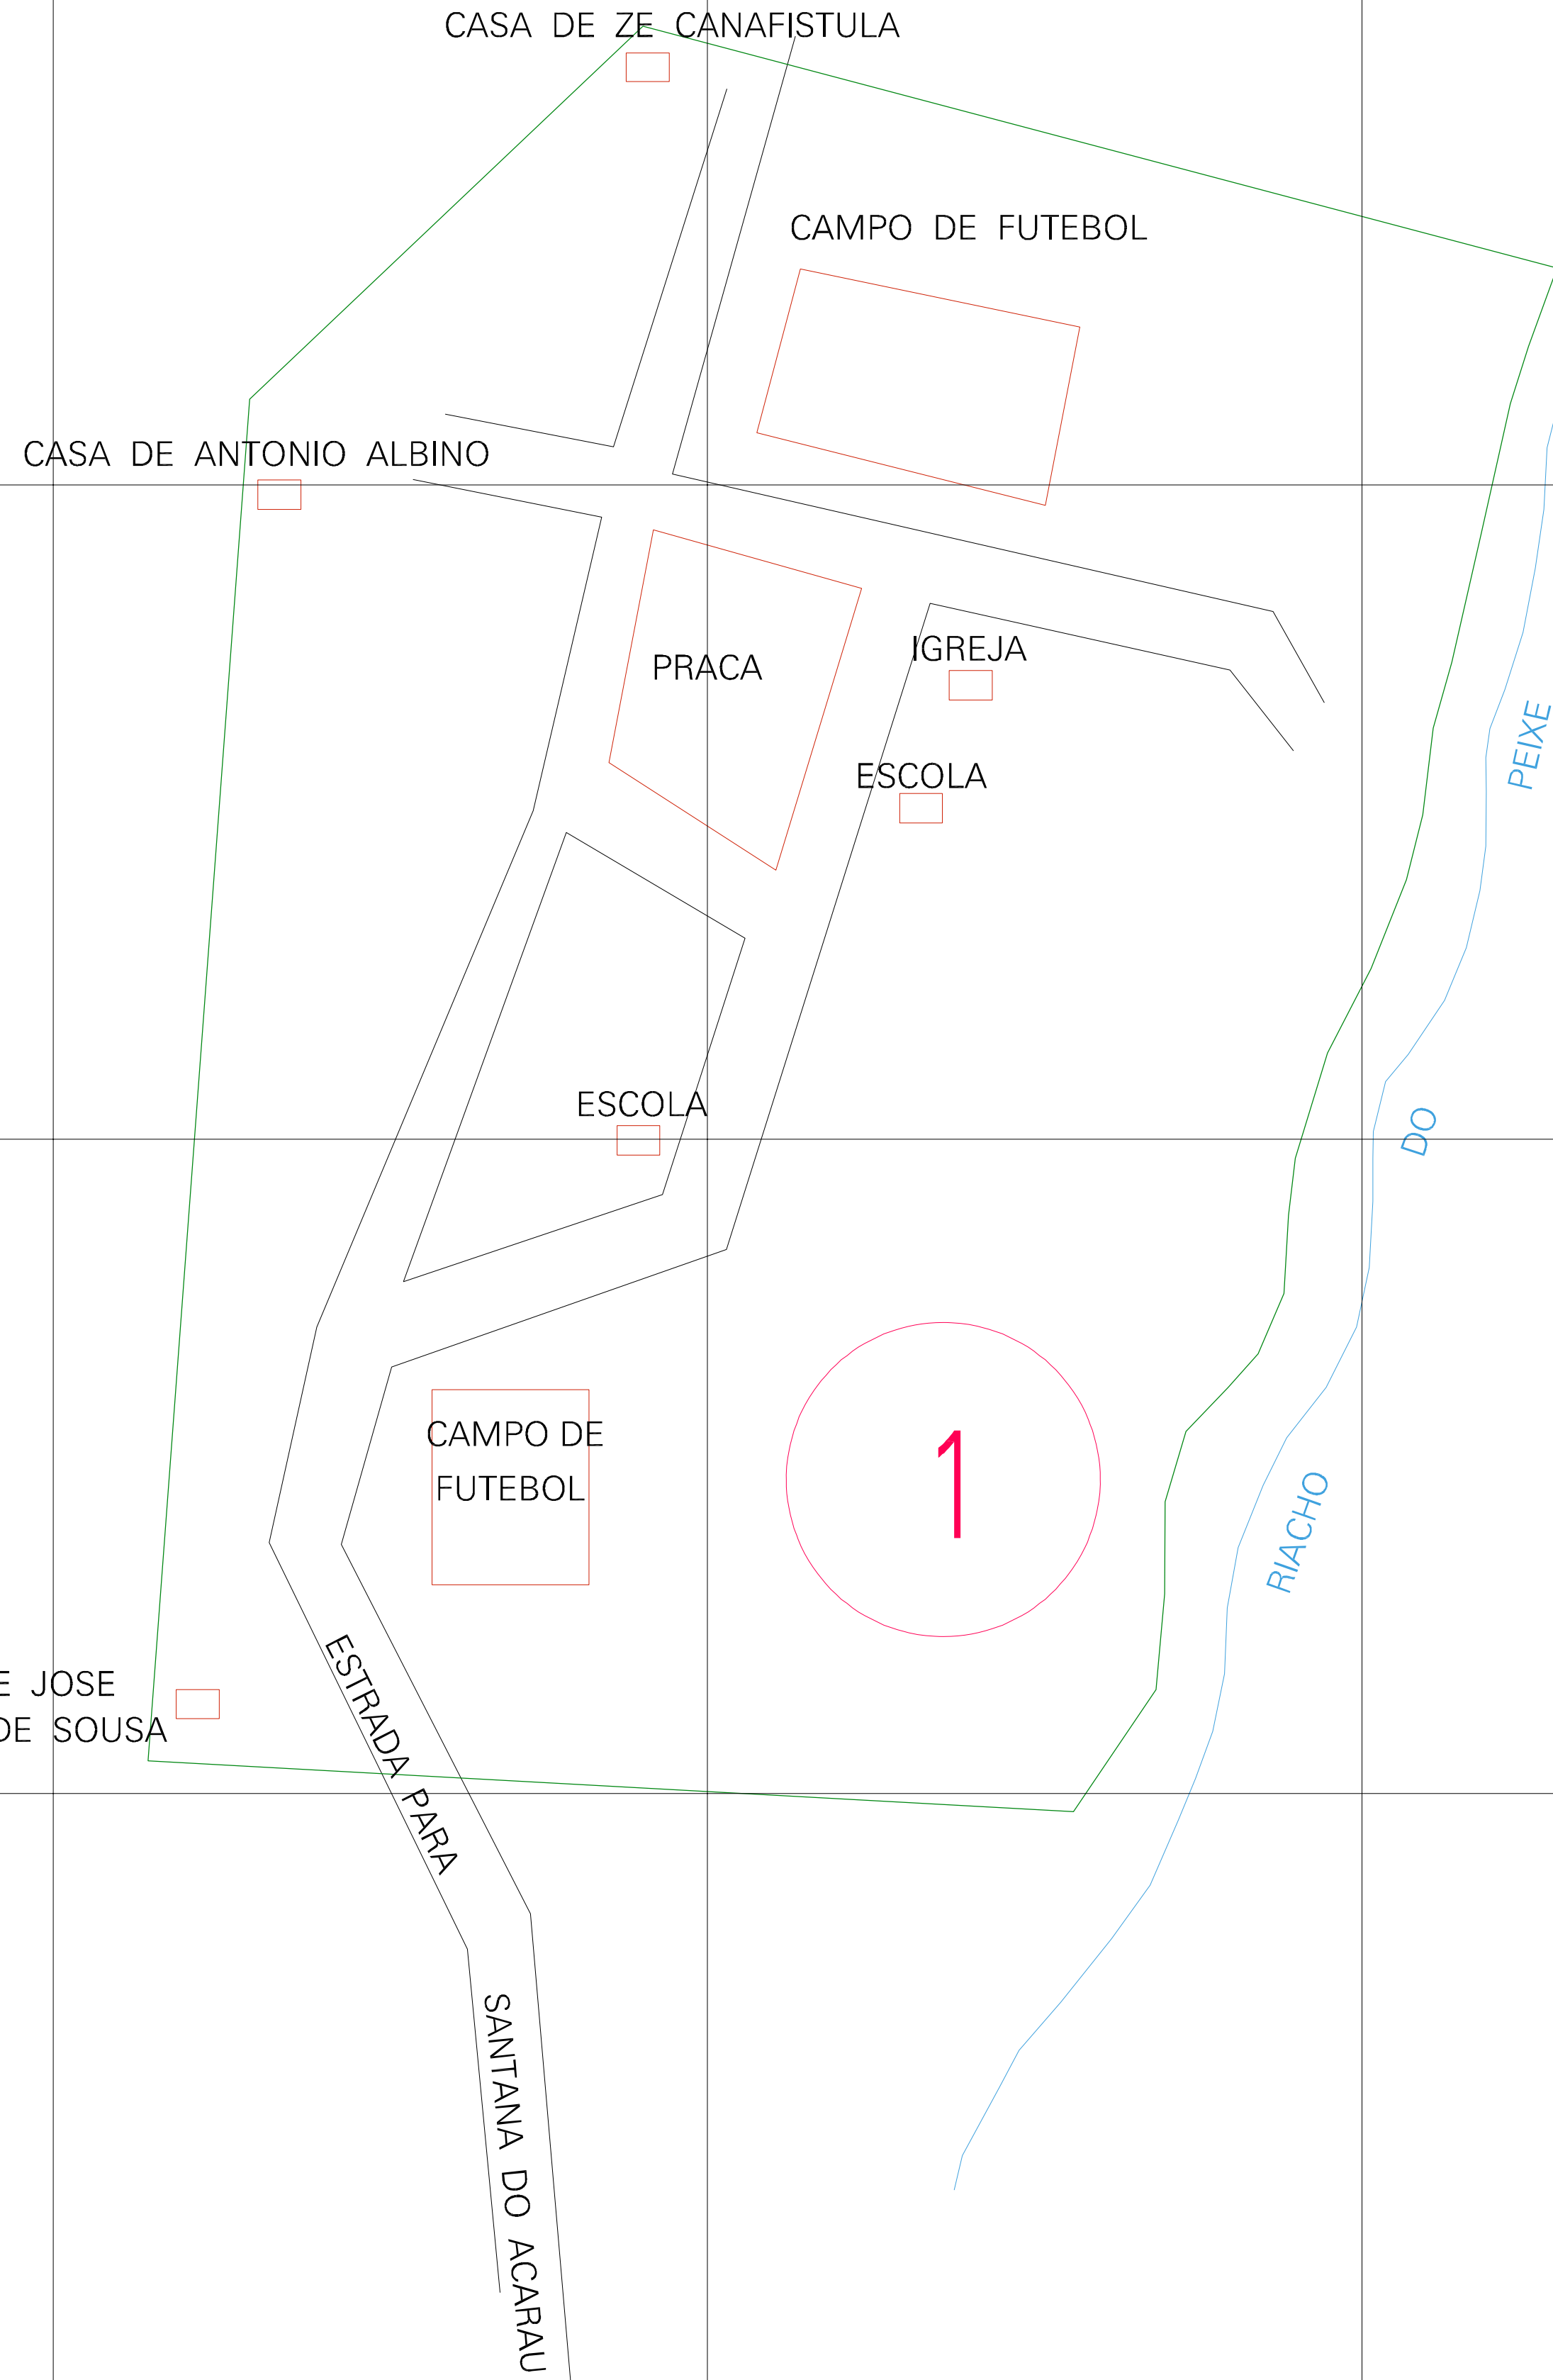 CASA DE ZE CANAFISTULA
CAMPO DE FUTEBOL
CASA DE ANTONIO ALBINO
IGREJA
PRACA
PEIXE
ESCOLA
ESCOLA
DO
1
CAMPO DE
FUTEBOL
RIACHO
JOSE
DE SOUSA
ESTRADA PARA
SANTANA DO ACARAU